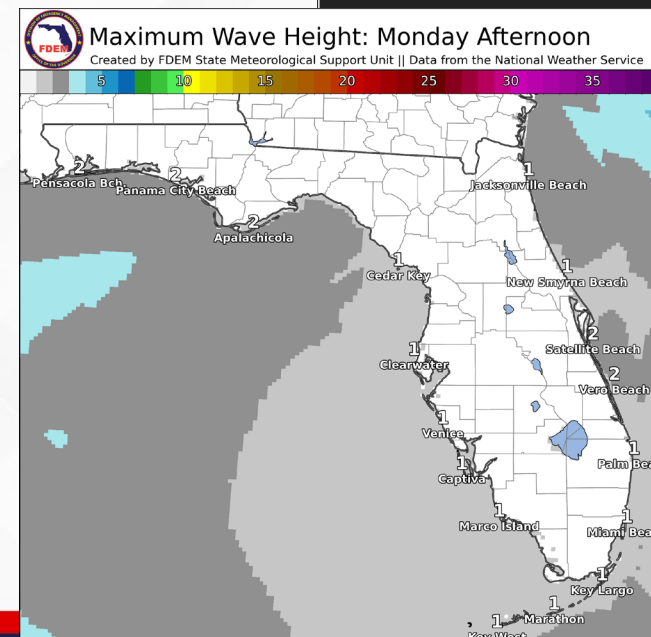 FDEM
Maximum Wave Height: Monday Afternoon
Created by FDEM State Meteorological Support Unit || Data from the National Weather Service
5 10 15 20 25 30 35
2
Pensacola Bch
2
Panama City Beach
1
Jacksonville Beach
2
Apalachicola
1
Cedar Key
1
New Smyrna Beach
2
Satellite Beach
1
Clearwater
2
Vero Beach
1
Venice
1
Palm Bea
1
Captiva
1
Marco Island
1
Miami Bea
1
Key Largo
1
Marathon
1
Key West